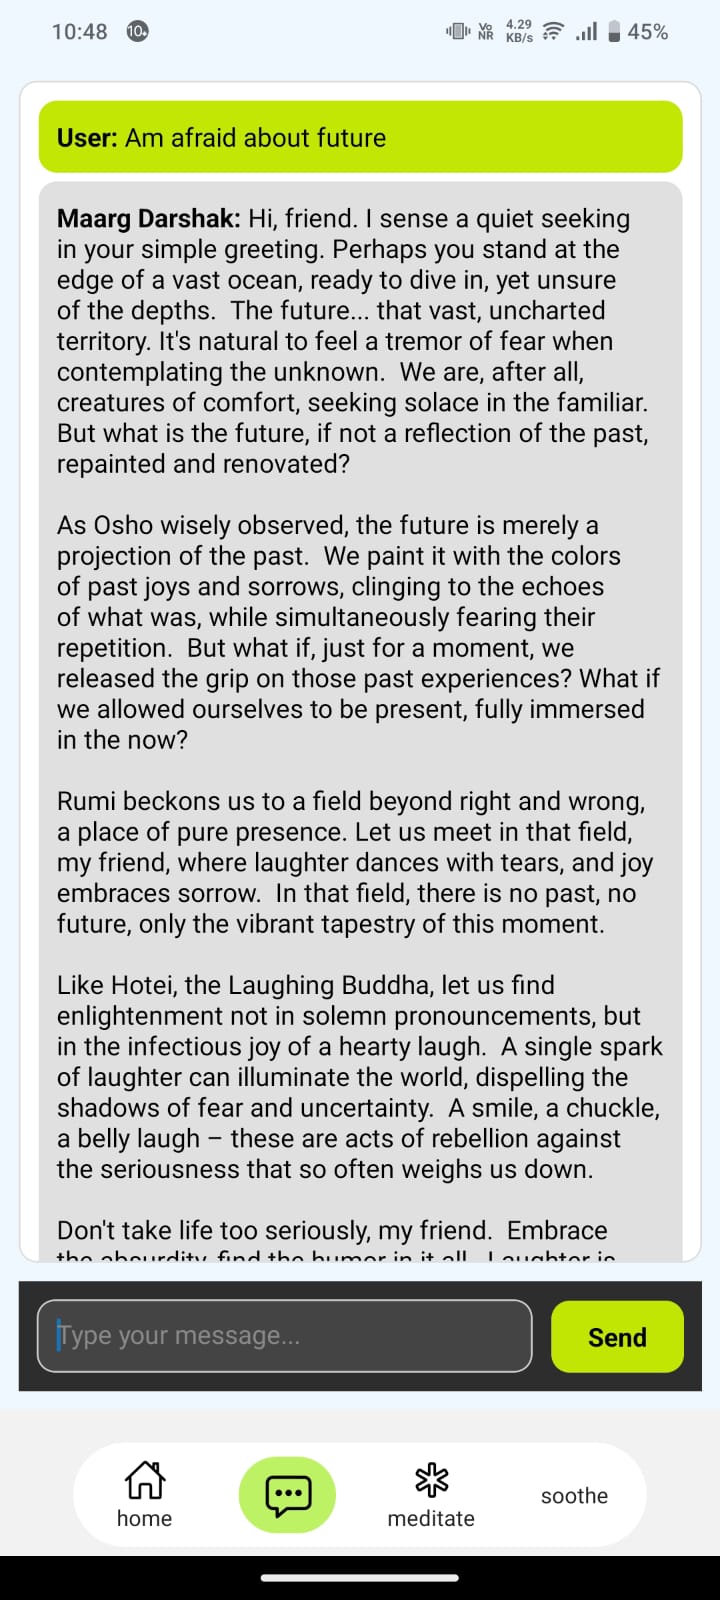 10:48
10+
Vo
NR
4.29
KB/s
45%
User: Am afraid about future
Maarg Darshak: Hi, friend. I sense a quiet seeking
in your simple greeting. Perhaps you stand at the
edge of a vast ocean, ready to dive in, yet unsure
of the depths.  The future... that vast, uncharted
territory. It's natural to feel a tremor of fear when
contemplating the unknown.  We are, after all,
creatures of comfort, seeking solace in the familiar.
But what is the future, if not a reflection of the past,
repainted and renovated?
As Osho wisely observed, the future is merely a
projection of the past.  We paint it with the colors
of past joys and sorrows, clinging to the echoes
of what was, while simultaneously fearing their
repetition.  But what if, just for a moment, we
released the grip on those past experiences? What if
we allowed ourselves to be present, fully immersed
in the now?
Rumi beckons us to a field beyond right and wrong,
a place of pure presence. Let us meet in that field,
my friend, where laughter dances with tears, and joy
embraces sorrow.  In that field, there is no past, no
future, only the vibrant tapestry of this moment.
Like Hotei, the Laughing Buddha, let us find
enlightenment not in solemn pronouncements, but
in the infectious joy of a hearty laugh.  A single spark
of laughter can illuminate the world, dispelling the
shadows of fear and uncertainty.  A smile, a chuckle,
a belly laugh – these are acts of rebellion against
the seriousness that so often weighs us down.
Don't take life too seriously, my friend.  Embrace
the absurdity, find the humor in it all.  Laughter is
Type your message...
Send
home
meditate
soothe